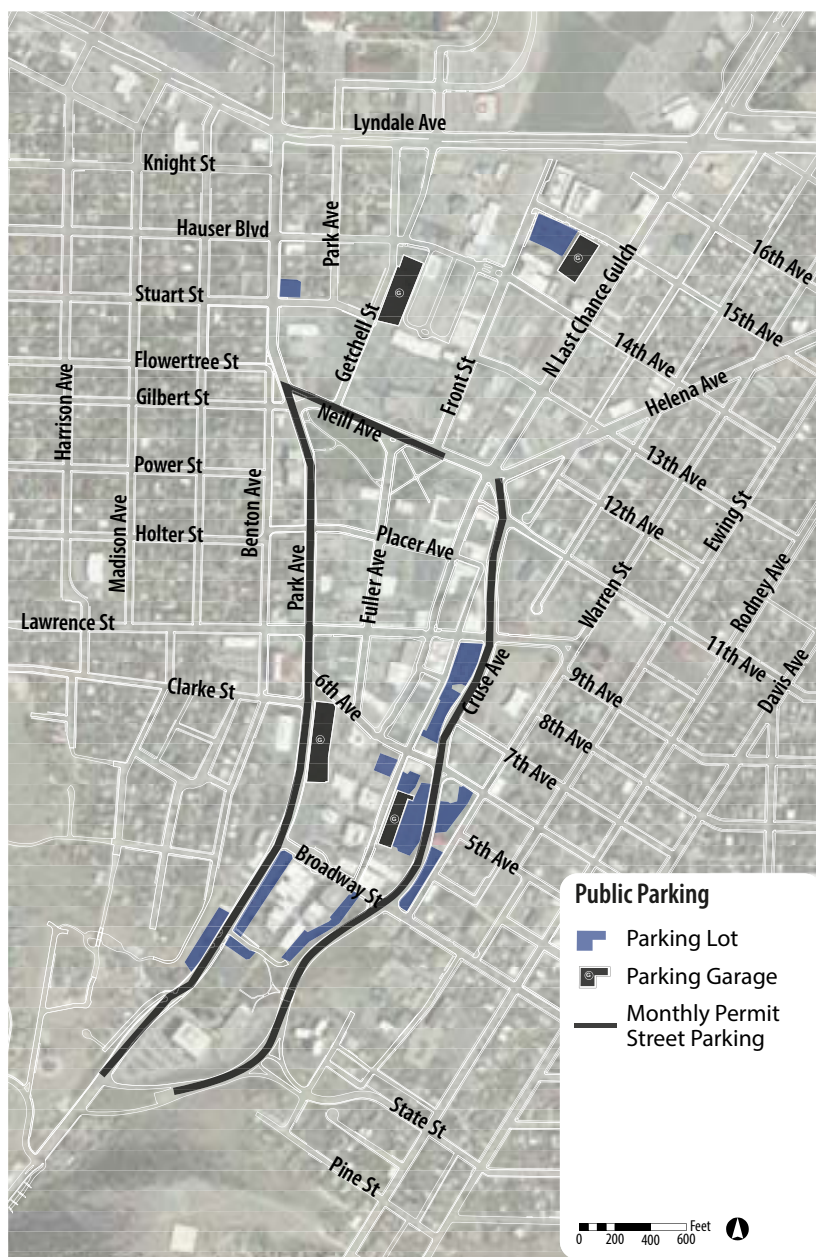 Lyndale Ave
Knight St
Hauser Blvd
Park Ave
16th Ave
Stuart St
15th Ave
N Last Chance Gulch
14th Ave
Getchell St
Front St
Flowertree St
Helena Ave
Harrison Ave
Gilbert St
Neill Ave
13th Ave
Power St
12th Ave
Ewing St
Madison Ave
Holter St
Benton Ave
Park Ave
Placer Ave
Fuller Ave
Warren St
Rodney Ave
Lawrence St
11th Ave
Davis Ave
Clarke St
6th Ave
Cruse Ave
9th Ave
8th Ave
7th Ave
5th Ave
Broadway St
State St
Pine St
G
G
G
G
Public Parking
Parking Lot
G
Parking Garage
Monthly Permit
Street Parking
Feet
0 200 400 600